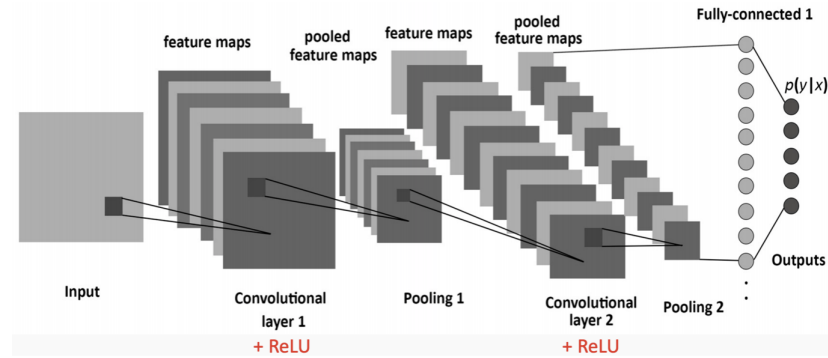 Fully-connected 1
feature maps
pooled
feature maps
feature maps
pooled
feature maps
p(y|x)
Outputs
Input
Convolutional
layer 1
Pooling 1
Convolutional
layer 2
Pooling 2
+ ReLU
+ ReLU